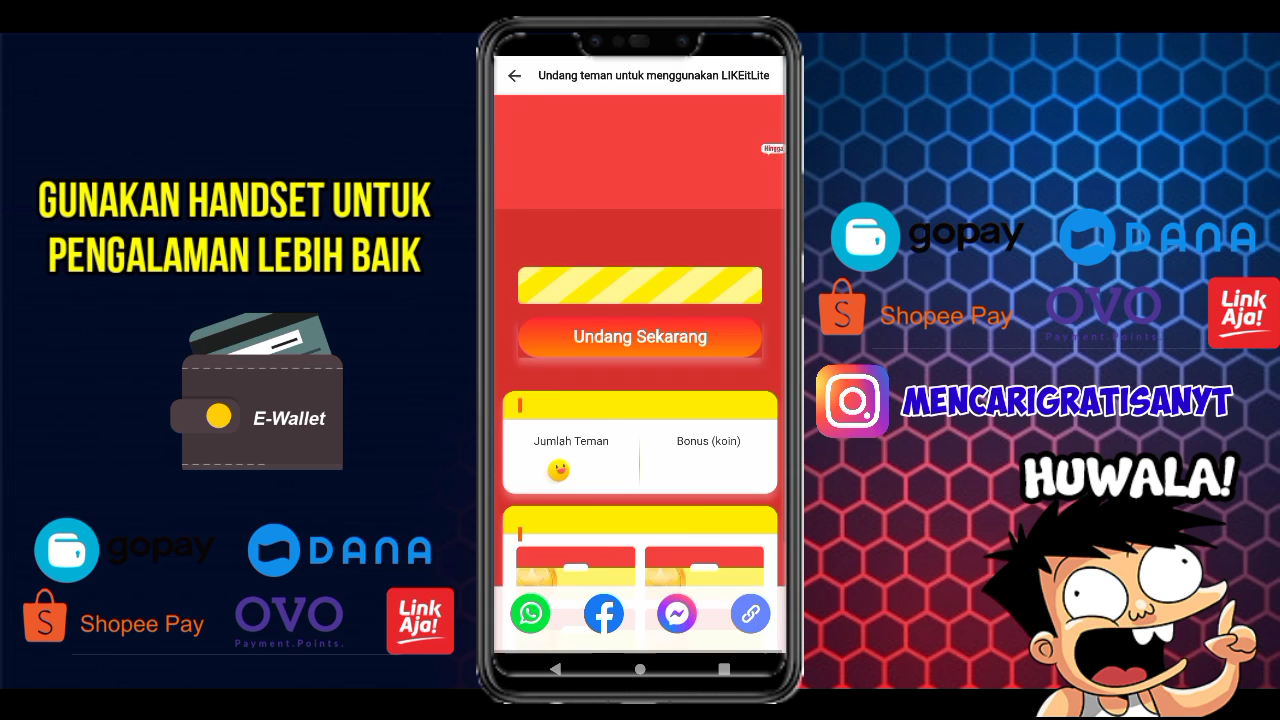 Undang teman untuk menggunakan LIKEitLite
Hingga
GUNAKAN HANDSET UNTUK
PENGALAMAN LEBIH BAIK
E-Wallet
gopay
DANA
S Shopee Pay
OVO
Payment.Points.
Link
Aja!
Undang Sekarang
Jumlah Teman
Bonus (koin)
gopay
DANA
S Shopee Pay
OVO
Payment.Points.
Link
Aja!
MENCARIGRATISANYT
HUWALA!